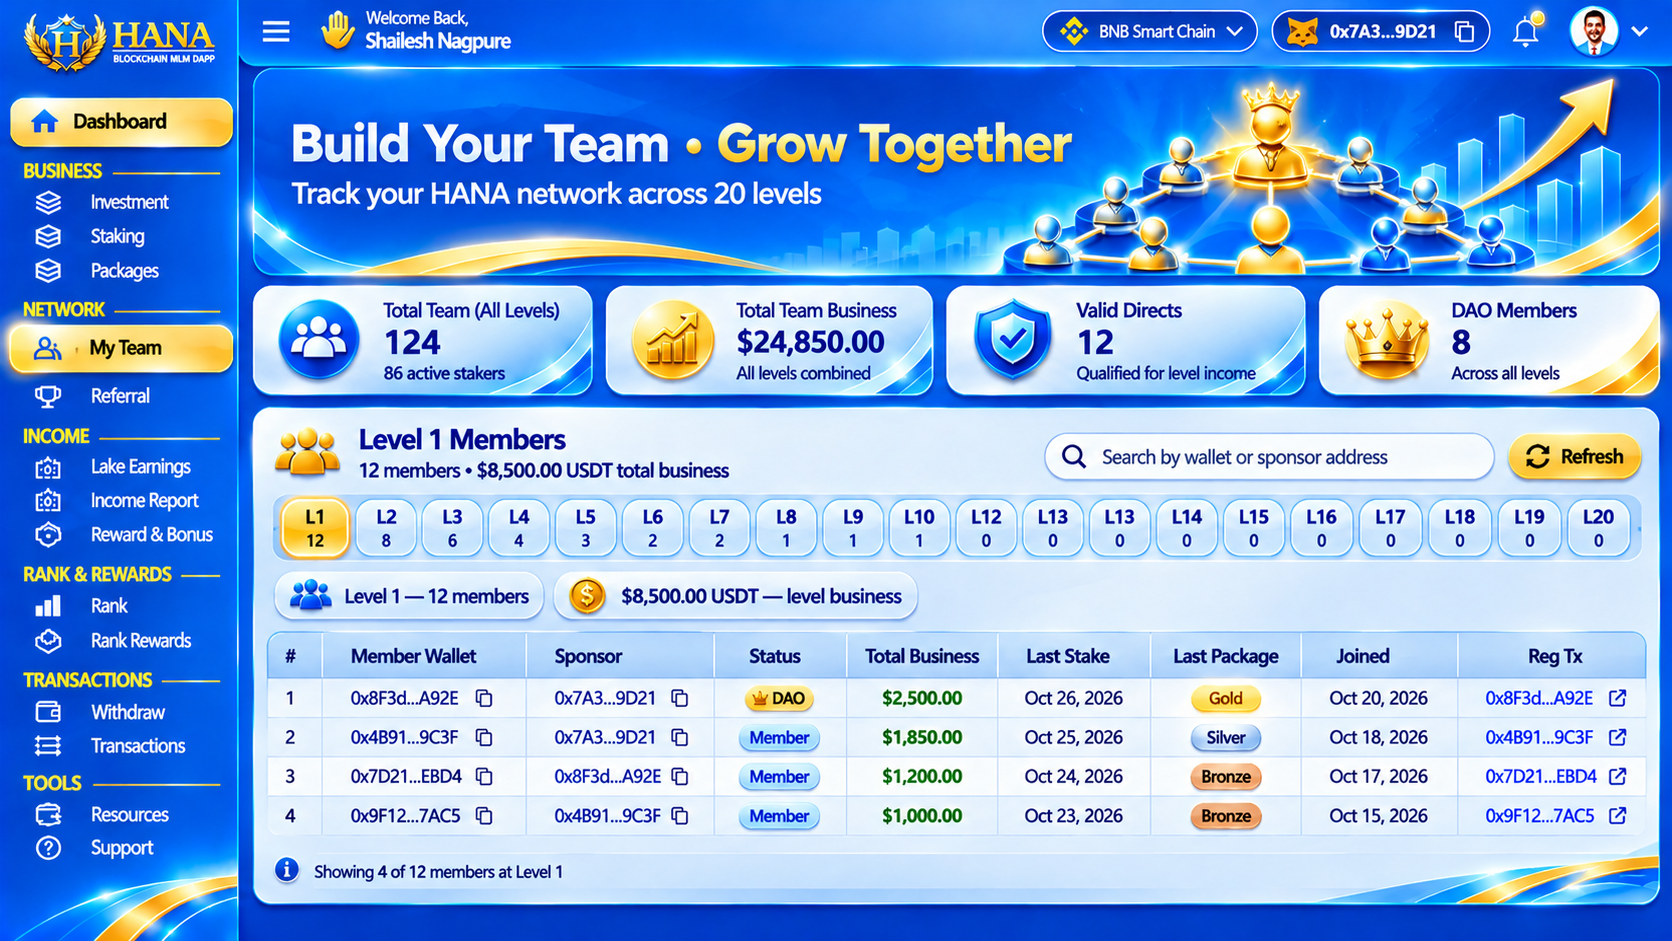 HANA
BLOCKCHAIN MLM DAPP
Welcome Back,
Shailesh Nagpure
BNB Smart Chain
0x7A3...9D21
Dashboard
BUSINESS
Investment
Staking
Packages
NETWORK
My Team
Referral
INCOME
Lake Earnings
Income Report
Reward & Bonus
RANK & REWARDS
Rank
Rank Rewards
TRANSACTIONS
Withdraw
Transactions
TOOLS
Resources
Support
Build Your Team • Grow Together
Track your HANA network across 20 levels
Total Team (All Levels)
124
86 active stakers
Total Team Business
$24,850.00
All levels combined
Valid Directs
12
Qualified for level income
DAO Members
8
Across all levels
Level 1 Members
12 members • $8,500.00 USDT total business
Search by wallet or sponsor address
Refresh
L1 L2 L3 L4 L5 L6 L7 L8 L9 L10 L12 L13 L13 L14 L15 L16 L17 L18 L19 L20
12 8 6 4 3 2 2 1 1 1 0 0 0 0 0 0 0 0 0 0
Level 1 — 12 members
$8,500.00 USDT — level business
# Member Wallet Sponsor Status Total Business Last Stake Last Package Joined Reg Tx
1 0x8F3d...A92E 0x7A3...9D21 DAO $2,500.00 Oct 26, 2026 Gold Oct 20, 2026 0x8F3d...A92E
2 0x4B91...9C3F 0x7A3...9D21 Member $1,850.00 Oct 25, 2026 Silver Oct 18, 2026 0x4B91...9C3F
3 0x7D21...EBD4 0x8F3d...A92E Member $1,200.00 Oct 24, 2026 Bronze Oct 17, 2026 0x7D21...EBD4
4 0x9F12...7AC5 0x4B91...9C3F Member $1,000.00 Oct 23, 2026 Bronze Oct 15, 2026 0x9F12...7AC5
Showing 4 of 12 members at Level 1